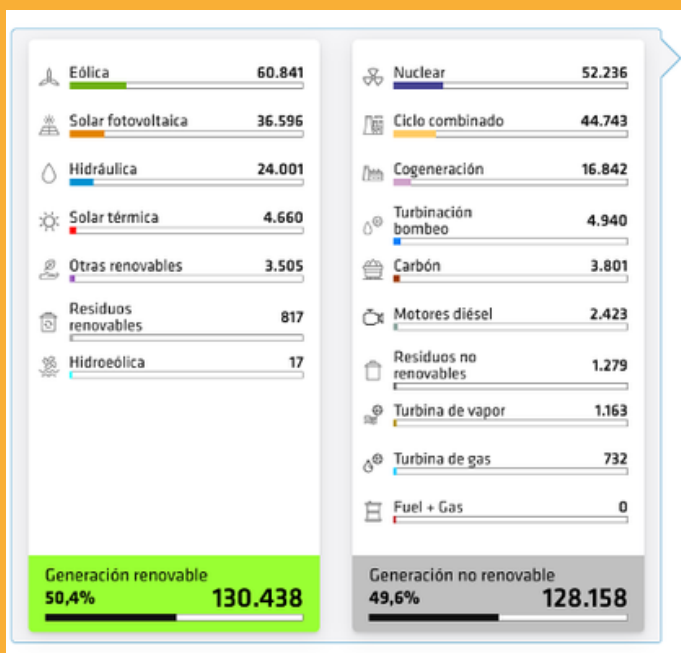 Eólica 60.841
Solar fotovoltaica 36.596
Hidráulica 24.001
Solar térmica 4.660
Otras renovables 3.505
Residuos
renovables 817
Hidroeólica 17
Generación renovable
50,4% 130.438
Nuclear 52.236
Ciclo combinado 44.743
Cogeneración 16.842
Turbinación
bombeo 4.940
Carbón 3.801
Motores diésel 2.423
Residuos no
renovables 1.279
Turbina de vapor 1.163
Turbina de gas 732
Fuel + Gas 0
Generación no renovable
49,6% 128.158